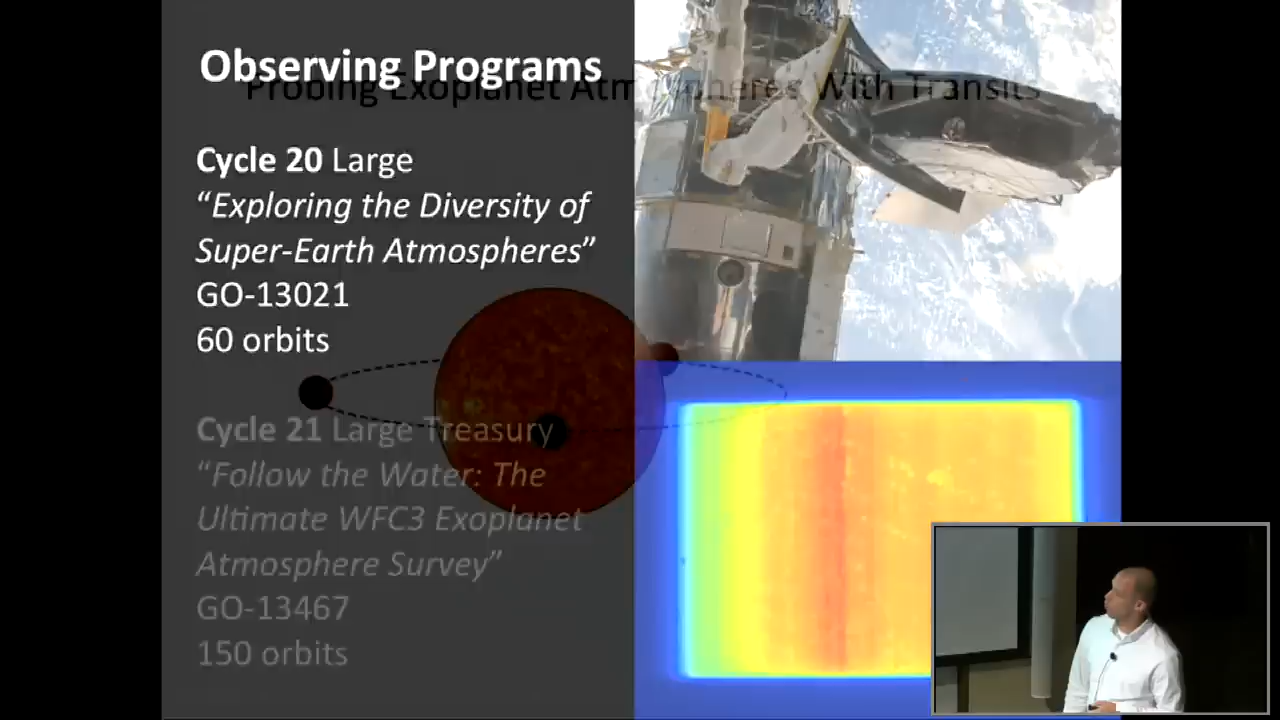 Observing Programs
Probing Exoplanet Atmospheres With Transits
Cycle 20 Large
“Exploring the Diversity of
Super-Earth Atmospheres”
GO-13021
60 orbits
Cycle 21 Large Treasury
“Follow the Water: The
Ultimate WFC3 Exoplanet
Atmosphere Survey”
GO-13467
150 orbits